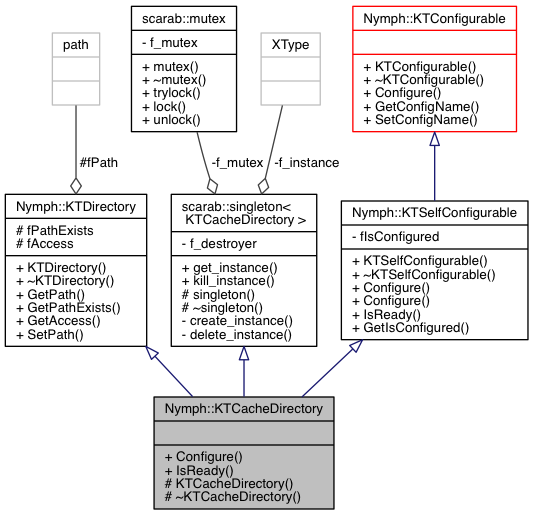 path
#fPath
scarab::mutex
- f_mutex
+ mutex()
+ ~mutex()
+ trylock()
+ lock()
+ unlock()
-f_mutex
XType
-f_instance
Nymph::KTConfigurable
+ KTConfigurable()
+ ~KTConfigurable()
+ Configure()
+ GetConfigName()
+ SetConfigName()
Nymph::KTDirectory
# fPathExists
# fAccess
+ KTDirectory()
+ ~KTDirectory()
+ GetPath()
+ GetPathExists()
+ GetAccess()
+ SetPath()
scarab::singleton<
KTCacheDirectory >
- f_destroyer
+ get_instance()
+ kill_instance()
# singleton()
# ~singleton()
- create_instance()
- delete_instance()
Nymph::KTSelfConfigurable
- fIsConfigured
+ KTSelfConfigurable()
+ ~KTSelfConfigurable()
+ Configure()
+ Configure()
+ IsReady()
+ GetIsConfigured()
Nymph::KTCacheDirectory
+ Configure()
+ IsReady()
# KTCacheDirectory()
# ~KTCacheDirectory()